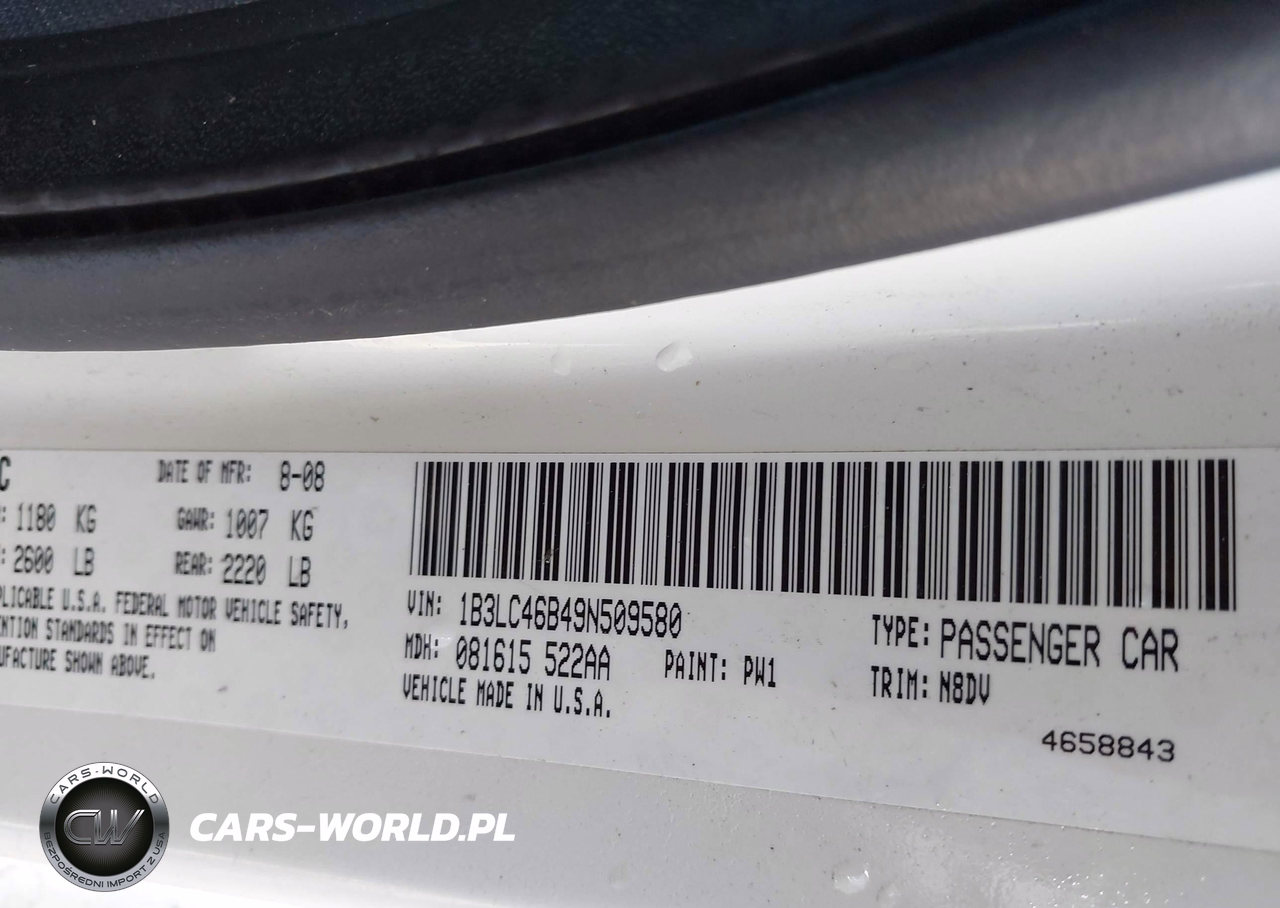 C DATE OF MFR: 8-08
: 1180 KG GAWR: 1007 KG
: 2600 LB REAR: 2220 LB
PLICABLE U.S.A. FEDERAL MOTOR VEHICLE SAFETY,
ENTION STANDARDS IN EFFECT ON
UFACTURE SHOWN ABOVE.
VIN: 1B3LC46B49N509580
MDH: 081615 522AA PAINT: PW1
VEHICLE MADE IN U.S.A.
TYPE: PASSENGER CAR
TRIM: N8DV
4658843
CARS-WORLD
CW
BEZPOŚREDNI IMPORT Z USA
CARS-WORLD.PL